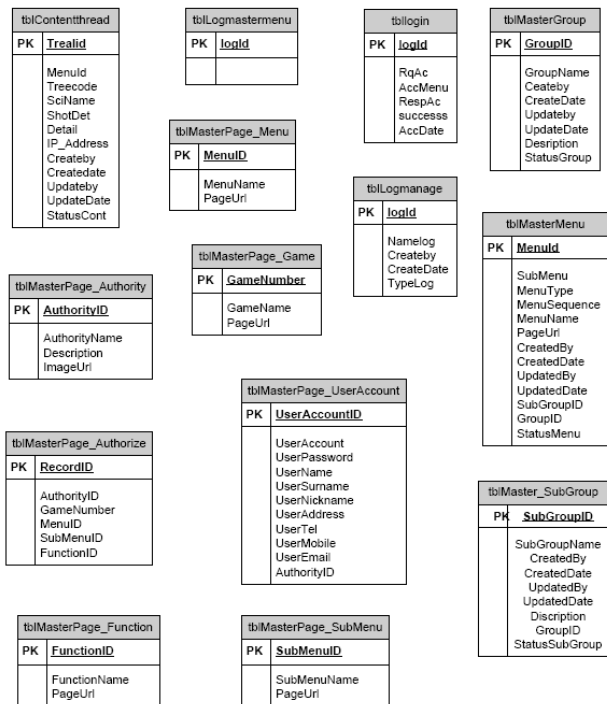 tblContentthread
PK Trealid
MenuId
Treecode
SciName
ShotDet
Detail
IP_Address
Createby
Createdate
Updateby
UpdateDate
StatusCont
tblLogmastermenu
PK logId
tbllogin
PK logId
RqAc
AccMenu
RespAc
successs
AccDate
tblMasterGroup
PK GroupID
GroupName
Ceateby
CreateDate
Updateby
UpdateDate
Desription
StatusGroup
tblMasterPage_Menu
PK MenuID
MenuName
PageUrl
tblLogmanage
PK logId
Namelog
Createby
CreateDate
TypeLog
tblMasterMenu
PK MenuId
SubMenu
MenuType
MenuSequence
MenuName
PageUrl
CreatedBy
CreatedDate
UpdatedBy
UpdatedDate
SubGroupID
GroupID
StatusMenu
tblMasterPage_Game
PK GameNumber
GameName
PageUrl
tblMasterPage_Authority
PK AuthorityID
AuthorityName
Description
ImageUrl
tblMasterPage_UserAccount
PK UserAccountID
UserAccount
UserPassword
UserName
UserSurname
UserNickname
UserAddress
UserTel
UserMobile
UserEmail
AuthorityID
tblMasterPage_Authorize
PK RecordID
AuthorityID
GameNumber
MenuID
SubMenuID
FunctionID
tblMaster_SubGroup
PK SubGroupID
SubGroupName
CreatedBy
CreatedDate
UpdatedBy
UpdatedDate
Discription
GroupID
StatusSubGroup
tblMasterPage_Function
PK FunctionID
FunctionName
PageUrl
tblMasterPage_SubMenu
PK SubMenuID
SubMenuName
PageUrl